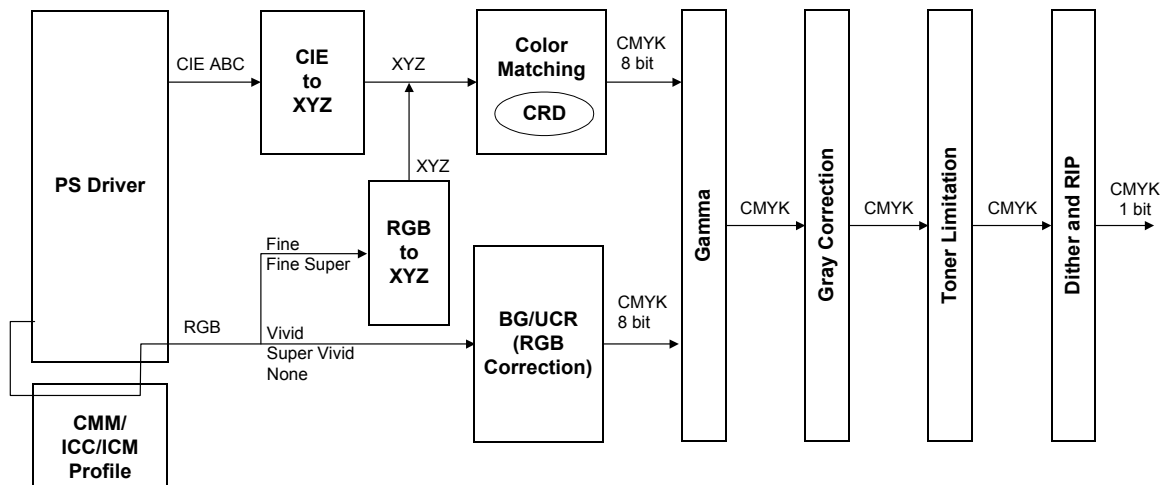 PS Driver
CIE ABC
CIE
to
XYZ
XYZ
Color
Matching
CRD
CMYK
8 bit
XYZ
RGB
to
XYZ
Fine
Fine Super
RGB
Vivid
Super Vivid
None
BG/UCR
(RGB
Correction)
CMYK
8 bit
Gamma
CMYK
Gray Correction
CMYK
Toner Limitation
CMYK
Dither and RIP
CMYK
1 bit
CMM/
ICC/ICM
Profile